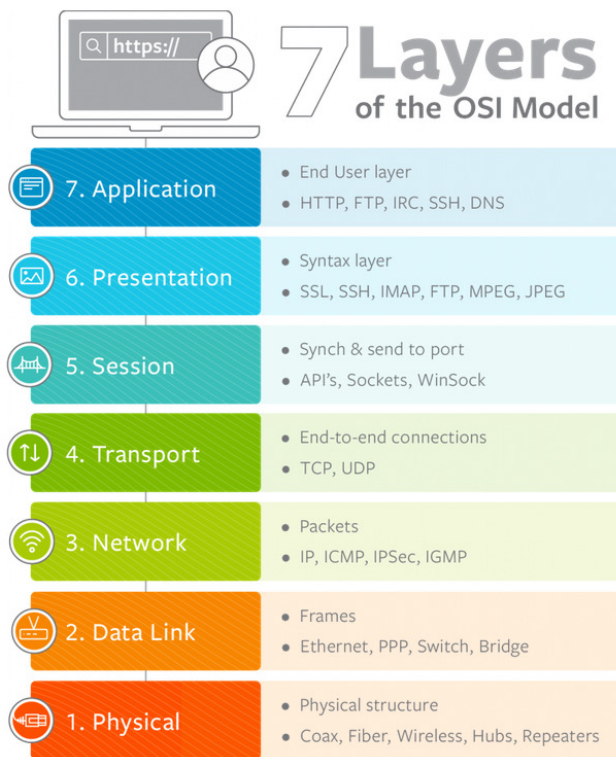 https://
7 Layers
of the OSI Model
7. Application
• End User layer
• HTTP, FTP, IRC, SSH, DNS
6. Presentation
• Syntax layer
• SSL, SSH, IMAP, FTP, MPEG, JPEG
5. Session
• Synch & send to port
• API's, Sockets, WinSock
4. Transport
• End-to-end connections
• TCP, UDP
3. Network
• Packets
• IP, ICMP, IPSec, IGMP
2. Data Link
• Frames
• Ethernet, PPP, Switch, Bridge
1. Physical
• Physical structure
• Coax, Fiber, Wireless, Hubs, Repeaters